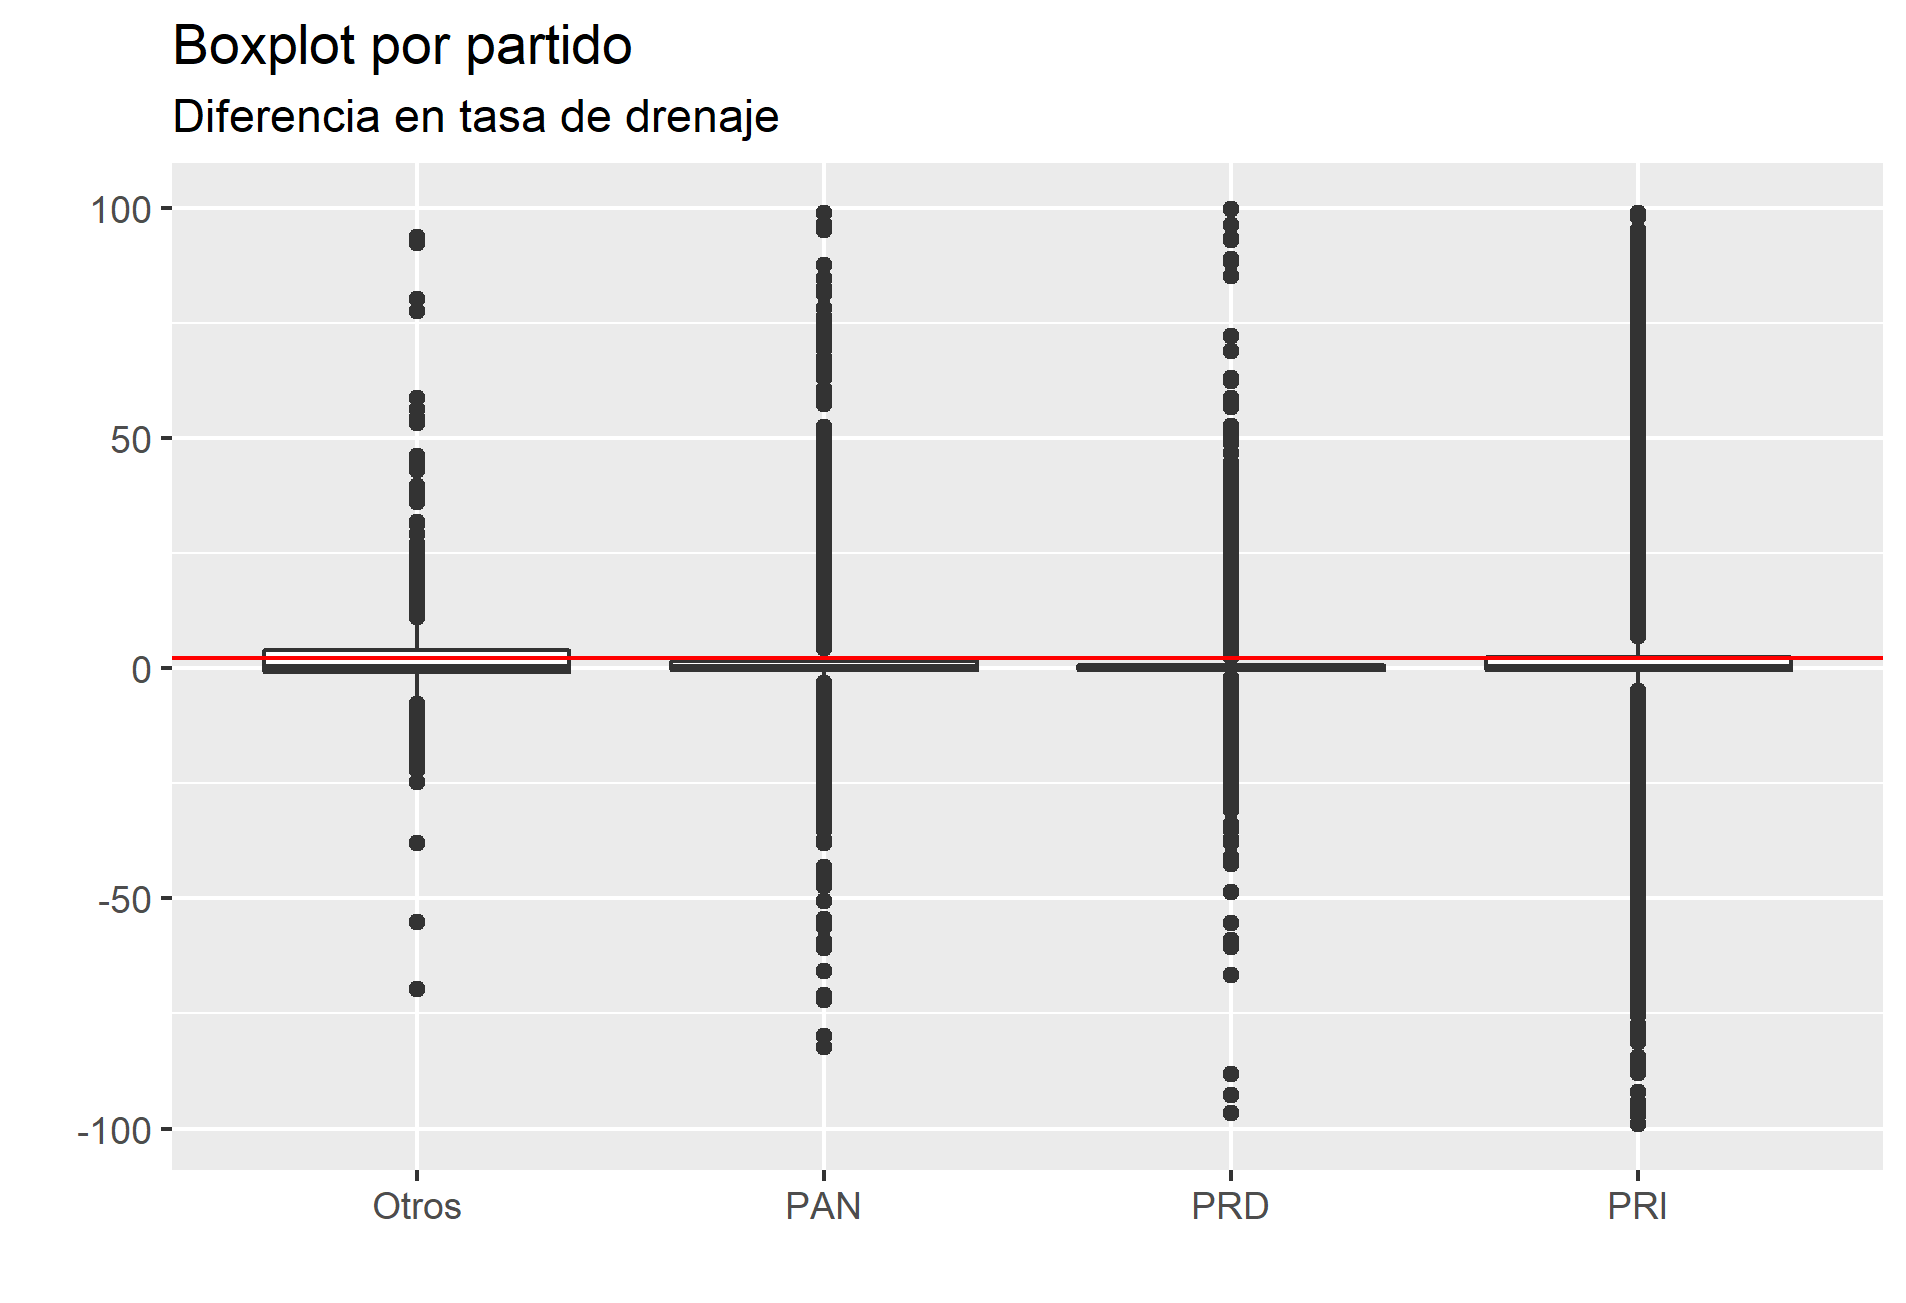 Boxplot por partido
Diferencia en tasa de drenaje
100
50
0
-50
-100
Otros PAN PRD PRI